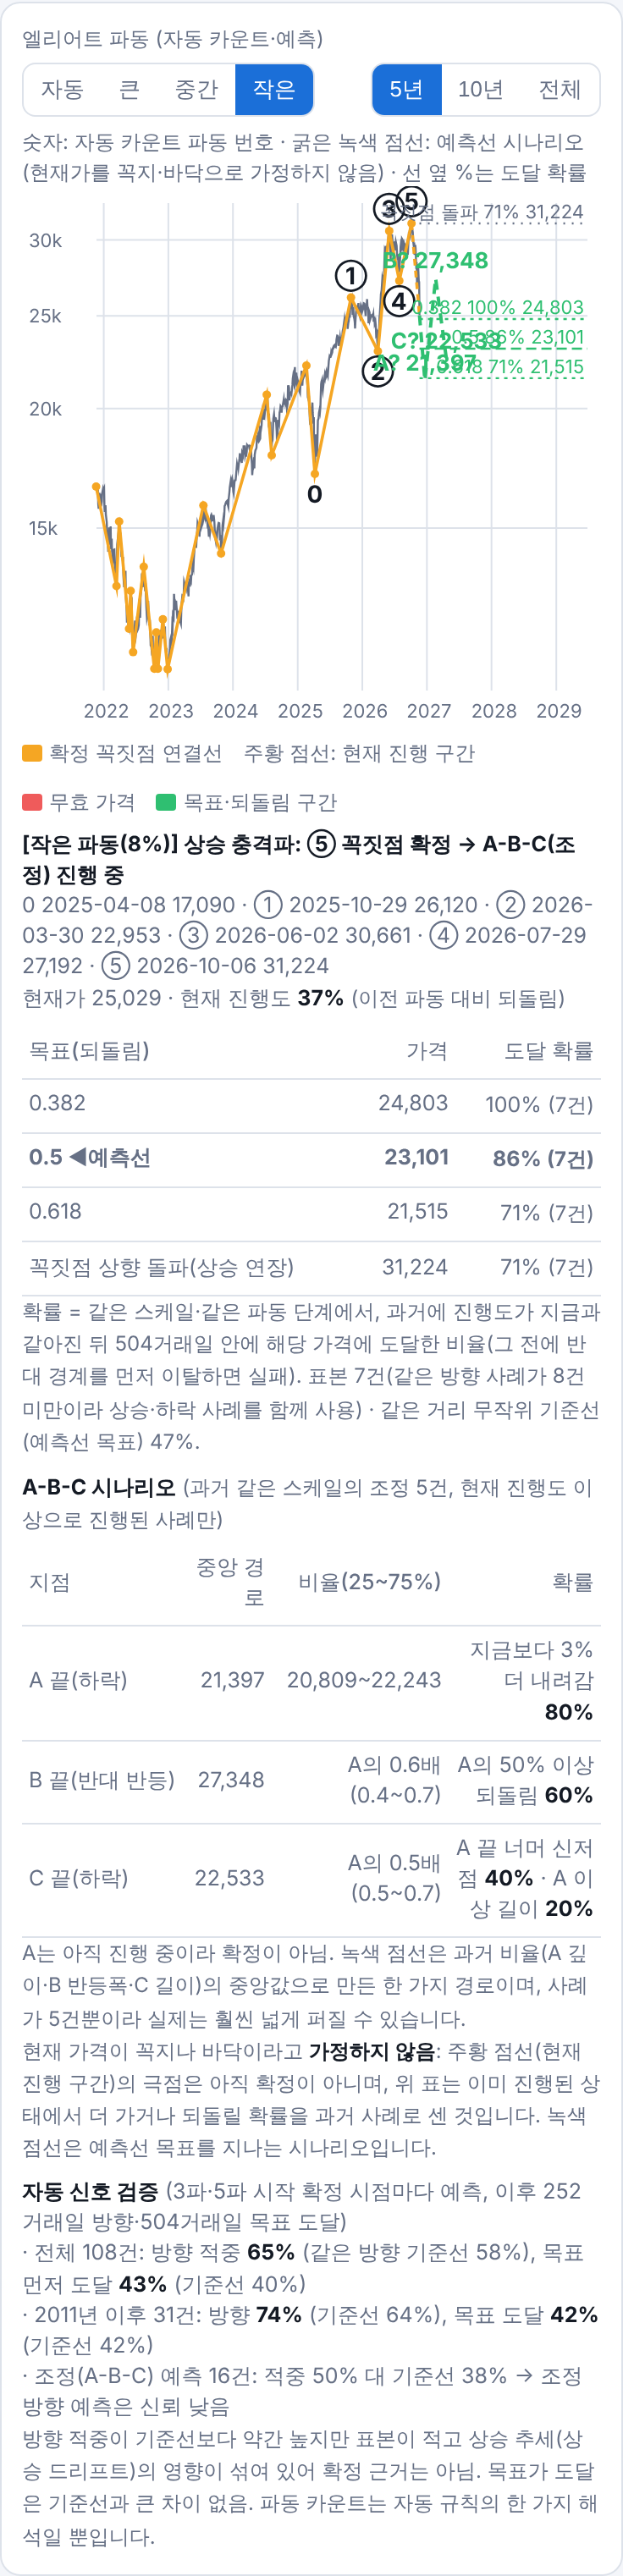 엘리어트 파동 (자동 카운트·예측)
자동 큰 중간 작은 5년 10년 전체
숫자: 자동 카운트 파동 번호 · 굵은 녹색 점선: 예측선 시나리오
(현재가를 꼭지·바닥으로 가정하지 않음) · 선 옆 %는 도달 확률
③ ⑤
꼭짓점 돌파 71% 31,224
30k
B? 27,348
①
④
0.382 100% 24,803
25k
C? 22,533
0.5 86% 23,101
②
A? 21,397
0.618 71% 21,515
20k
0
15k
2022 2023 2024 2025 2026 2027 2028 2029
확정 꼭짓점 연결선 주황 점선: 현재 진행 구간
무효 가격 목표·되돌림 구간
[작은 파동(8%)] 상승 충격파: ⑤ 꼭짓점 확정 → A-B-C(조
정) 진행 중
0 2025-04-08 17,090 · ① 2025-10-29 26,120 · ② 2026-
03-30 22,953 · ③ 2026-06-02 30,661 · ④ 2026-07-29
27,192 · ⑤ 2026-10-06 31,224
현재가 25,029 · 현재 진행도 37% (이전 파동 대비 되돌림)
목표(되돌림) 가격 도달 확률
0.382 24,803 100% (7건)
0.5 ◀예측선 23,101 86% (7건)
0.618 21,515 71% (7건)
꼭짓점 상향 돌파(상승 연장) 31,224 71% (7건)
확률 = 같은 스케일·같은 파동 단계에서, 과거에 진행도가 지금과
같아진 뒤 504거래일 안에 해당 가격에 도달한 비율(그 전에 반
대 경계를 먼저 이탈하면 실패). 표본 7건(같은 방향 사례가 8건
미만이라 상승·하락 사례를 함께 사용) · 같은 거리 무작위 기준선
(예측선 목표) 47%.
A-B-C 시나리오 (과거 같은 스케일의 조정 5건, 현재 진행도 이
상으로 진행된 사례만)
지점 중앙 경로 비율(25~75%) 확률
A 끝(하락) 21,397 20,809~22,243 지금보다 3% 더 내려감 80%
B 끝(반대 반등) 27,348 A의 0.6배 (0.4~0.7) A의 50% 이상 되돌림 60%
C 끝(하락) 22,533 A의 0.5배 (0.5~0.7) A 끝 너머 신저점 40% · A 이상 길이 20%
A는 아직 진행 중이라 확정이 아님. 녹색 점선은 과거 비율(A 깊
이·B 반등폭·C 길이)의 중앙값으로 만든 한 가지 경로이며, 사례
가 5건뿐이라 실제는 훨씬 넓게 퍼질 수 있습니다.
현재 가격이 꼭지나 바닥이라고 가정하지 않음: 주황 점선(현재
진행 구간)의 극점은 아직 확정이 아니며, 위 표는 이미 진행된 상
태에서 더 가거나 되돌릴 확률을 과거 사례로 센 것입니다. 녹색
점선은 예측선 목표를 지나는 시나리오입니다.
자동 신호 검증 (3파·5파 시작 확정 시점마다 예측, 이후 252
거래일 방향·504거래일 목표 도달)
· 전체 108건: 방향 적중 65% (같은 방향 기준선 58%), 목표
먼저 도달 43% (기준선 40%)
· 2011년 이후 31건: 방향 74% (기준선 64%), 목표 도달 42%
(기준선 42%)
· 조정(A-B-C) 예측 16건: 적중 50% 대 기준선 38% → 조정
방향 예측은 신뢰 낮음
방향 적중이 기준선보다 약간 높지만 표본이 적고 상승 추세(상
승 드리프트)의 영향이 섞여 있어 확정 근거는 아님. 목표가 도달
은 기준선과 큰 차이 없음. 파동 카운트는 자동 규칙의 한 가지 해
석일 뿐입니다.